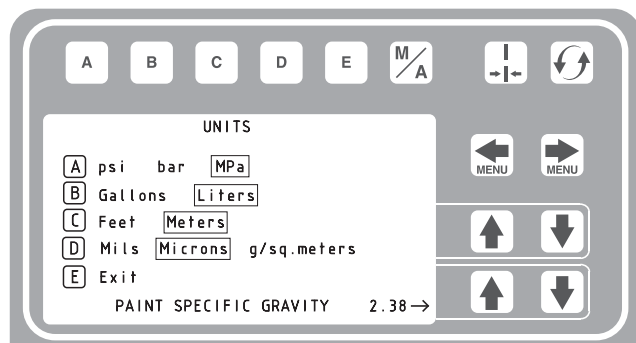 A B C D E M/A
UNITS
A psi bar MPa
B Gallons Liters
C Feet Meters
D Mils Microns g/sq.meters
E Exit
PAINT SPECIFIC GRAVITY 2.38→
MENU MENU